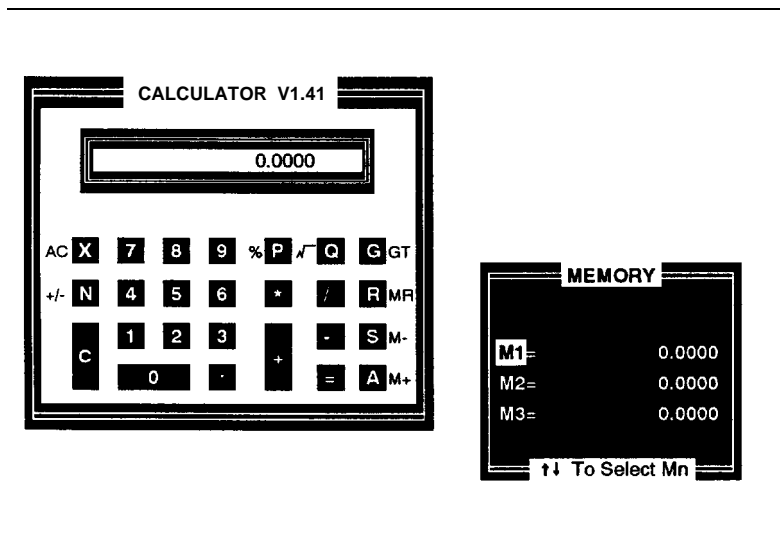 CALCULATOR V1.41
0.0000
AC X 7 8 9 % P √ Q G GT
+/- N 4 5 6 * / R MR
C 1 2 3 + - S M-
0 . = A M+
MEMORY
M1= 0.0000
M2= 0.0000
M3= 0.0000
↑↓ To Select Mn